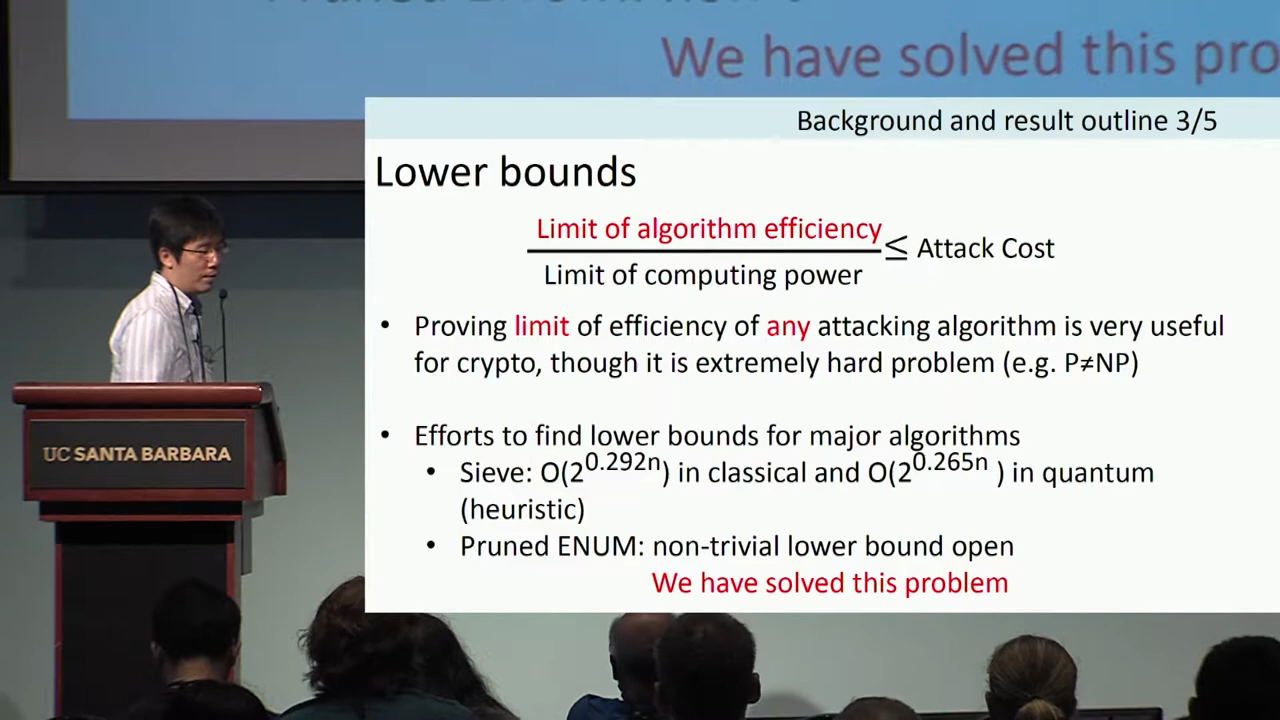 We have solved this pro
Background and result outline 3/5
Lower bounds
Limit of algorithm efficiency
Limit of computing power
≤ Attack Cost
• Proving limit of efficiency of any attacking algorithm is very useful
for crypto, though it is extremely hard problem (e.g. P≠NP)
• Efforts to find lower bounds for major algorithms
• Sieve: O(2^0.292n) in classical and O(2^0.265n ) in quantum
(heuristic)
• Pruned ENUM: non-trivial lower bound open
We have solved this problem
UC SANTA BARBARA